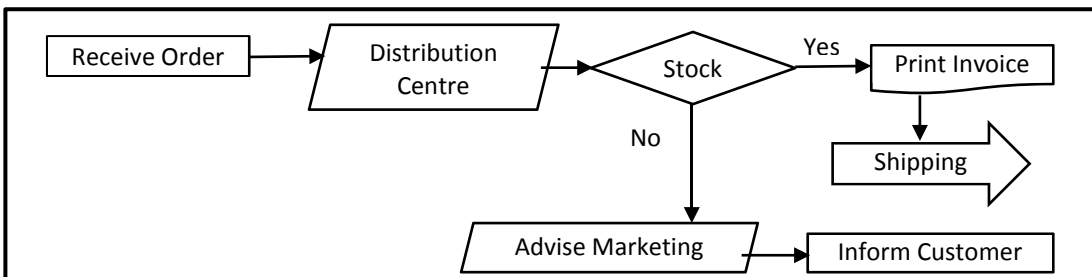 Receive Order
Distribution
Centre
Stock
Yes
Print Invoice
No
Shipping
Advise Marketing
Inform Customer